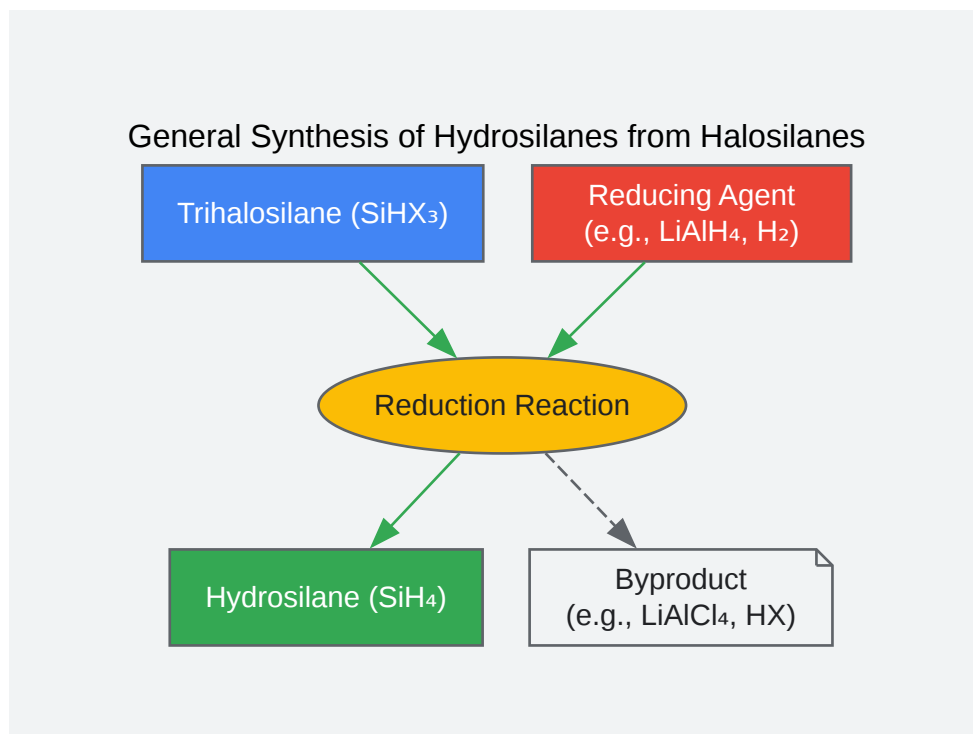 General Synthesis of Hydrosilanes from Halosilanes
Trihalosilane (SiHX₃)
Reducing Agent
(e.g., LiAlH₄, H₂)
Reduction Reaction
Hydrosilane (SiH₄)
Byproduct
(e.g., LiAlCl₄, HX)